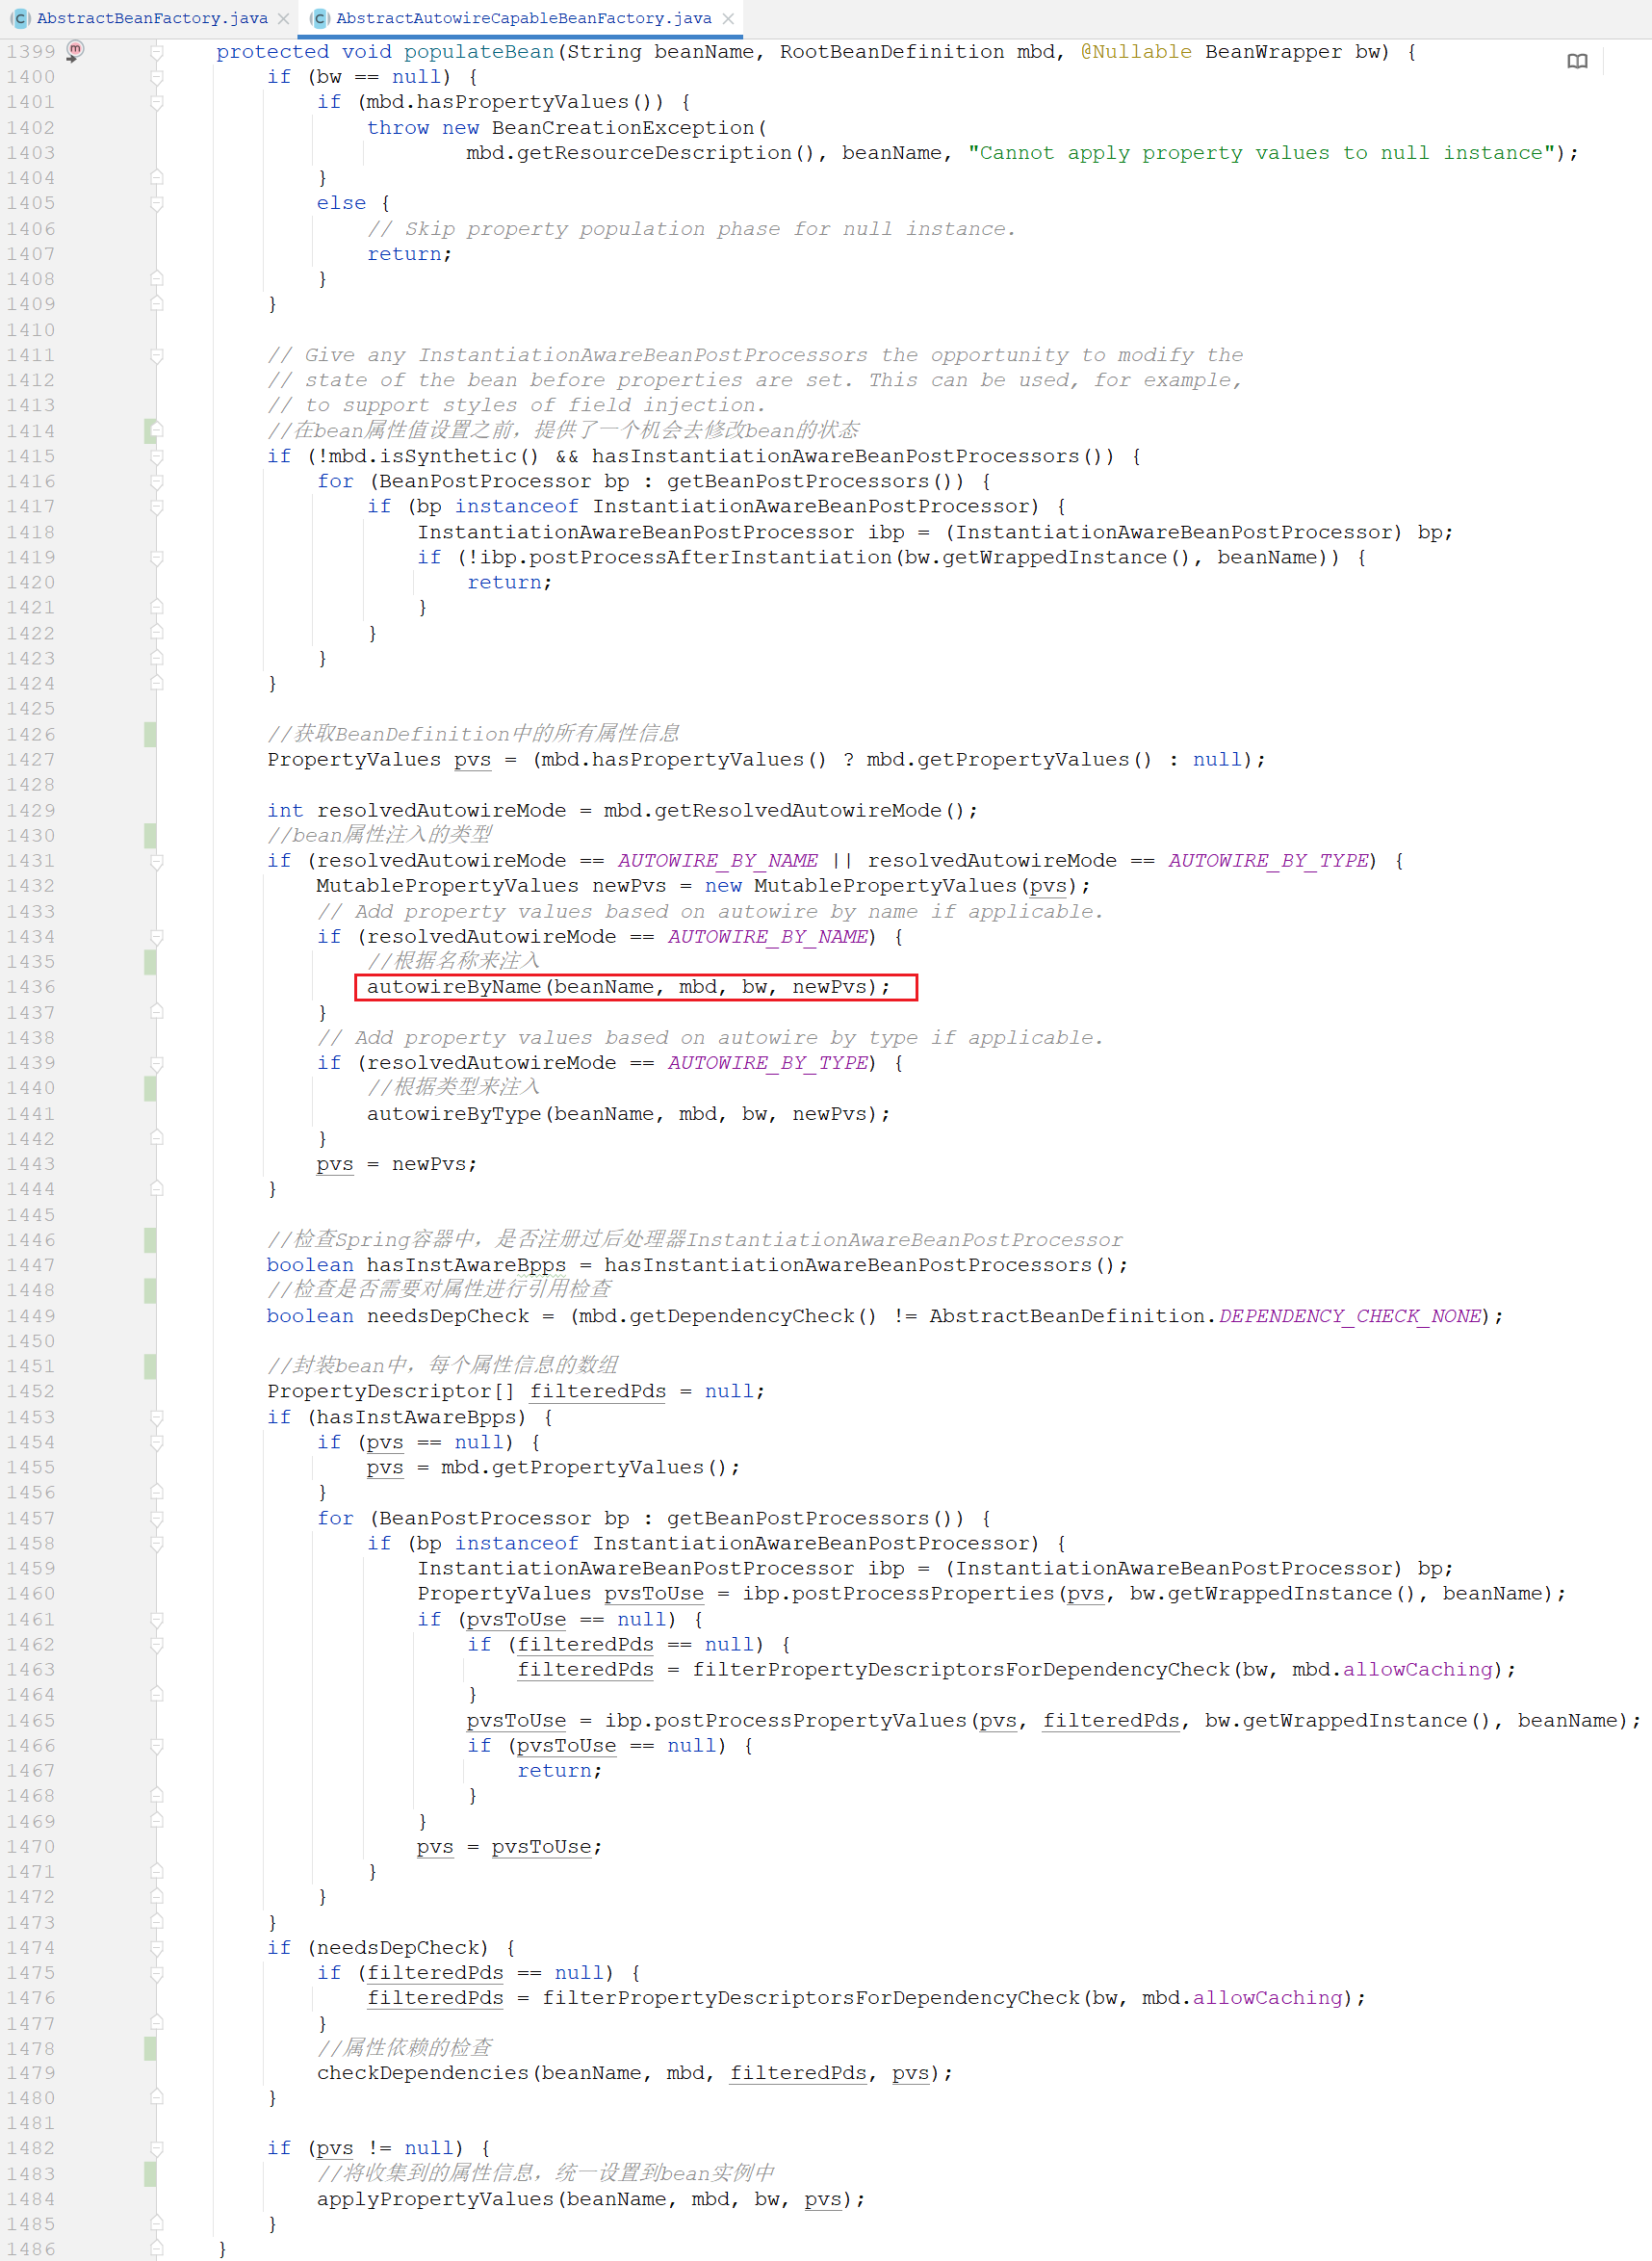 AbstractBeanFactory.java AbstractAutowireCapableBeanFactory.java
1399 protected void populateBean(String beanName, RootBeanDefinition mbd, @Nullable BeanWrapper bw) {
1400 if (bw == null) {
1401 if (mbd.hasPropertyValues()) {
1402 throw new BeanCreationException(
1403 mbd.getResourceDescription(), beanName, "Cannot apply property values to null instance");
1404 }
1405 else {
1406 // Skip property population phase for null instance.
1407 return;
1408 }
1409 }
1410
1411 // Give any InstantiationAwareBeanPostProcessors the opportunity to modify the
1412 // state of the bean before properties are set. This can be used, for example,
1413 // to support styles of field injection.
1414 //在bean属性值设置之前，提供了一个机会去修改bean的状态
1415 if (!mbd.isSynthetic() && hasInstantiationAwareBeanPostProcessors()) {
1416 for (BeanPostProcessor bp : getBeanPostProcessors()) {
1417 if (bp instanceof InstantiationAwareBeanPostProcessor) {
1418 InstantiationAwareBeanPostProcessor ibp = (InstantiationAwareBeanPostProcessor) bp;
1419 if (!ibp.postProcessAfterInstantiation(bw.getWrappedInstance(), beanName)) {
1420 return;
1421 }
1422 }
1423 }
1424 }
1425
1426 //获取BeanDefinition中的所有属性信息
1427 PropertyValues pvs = (mbd.hasPropertyValues() ? mbd.getPropertyValues() : null);
1428
1429 int resolvedAutowireMode = mbd.getResolvedAutowireMode();
1430 //bean属性注入的类型
1431 if (resolvedAutowireMode == AUTOWIRE_BY_NAME || resolvedAutowireMode == AUTOWIRE_BY_TYPE) {
1432 MutablePropertyValues newPvs = new MutablePropertyValues(pvs);
1433 // Add property values based on autowire by name if applicable.
1434 if (resolvedAutowireMode == AUTOWIRE_BY_NAME) {
1435 //根据名称来注入
1436 autowireByName(beanName, mbd, bw, newPvs);
1437 }
1438 // Add property values based on autowire by type if applicable.
1439 if (resolvedAutowireMode == AUTOWIRE_BY_TYPE) {
1440 //根据类型来注入
1441 autowireByType(beanName, mbd, bw, newPvs);
1442 }
1443 pvs = newPvs;
1444 }
1445
1446 //检查Spring容器中，是否注册过后处理器InstantiationAwareBeanPostProcessor
1447 boolean hasInstAwareBpps = hasInstantiationAwareBeanPostProcessors();
1448 //检查是否需要对属性进行引用检查
1449 boolean needsDepCheck = (mbd.getDependencyCheck() != AbstractBeanDefinition.DEPENDENCY_CHECK_NONE);
1450
1451 //封装bean中，每个属性信息的数组
1452 PropertyDescriptor[] filteredPds = null;
1453 if (hasInstAwareBpps) {
1454 if (pvs == null) {
1455 pvs = mbd.getPropertyValues();
1456 }
1457 for (BeanPostProcessor bp : getBeanPostProcessors()) {
1458 if (bp instanceof InstantiationAwareBeanPostProcessor) {
1459 InstantiationAwareBeanPostProcessor ibp = (InstantiationAwareBeanPostProcessor) bp;
1460 PropertyValues pvsToUse = ibp.postProcessProperties(pvs, bw.getWrappedInstance(), beanName);
1461 if (pvsToUse == null) {
1462 if (filteredPds == null) {
1463 filteredPds = filterPropertyDescriptorsForDependencyCheck(bw, mbd.allowCaching);
1464 }
1465 pvsToUse = ibp.postProcessPropertyValues(pvs, filteredPds, bw.getWrappedInstance(), beanName);
1466 if (pvsToUse == null) {
1467 return;
1468 }
1469 }
1470 pvs = pvsToUse;
1471 }
1472 }
1473 }
1474 if (needsDepCheck) {
1475 if (filteredPds == null) {
1476 filteredPds = filterPropertyDescriptorsForDependencyCheck(bw, mbd.allowCaching);
1477 }
1478 //属性依赖的检查
1479 checkDependencies(beanName, mbd, filteredPds, pvs);
1480 }
1481
1482 if (pvs != null) {
1483 //将收集到的属性信息，统一设置到bean实例中
1484 applyPropertyValues(beanName, mbd, bw, pvs);
1485 }
1486 }